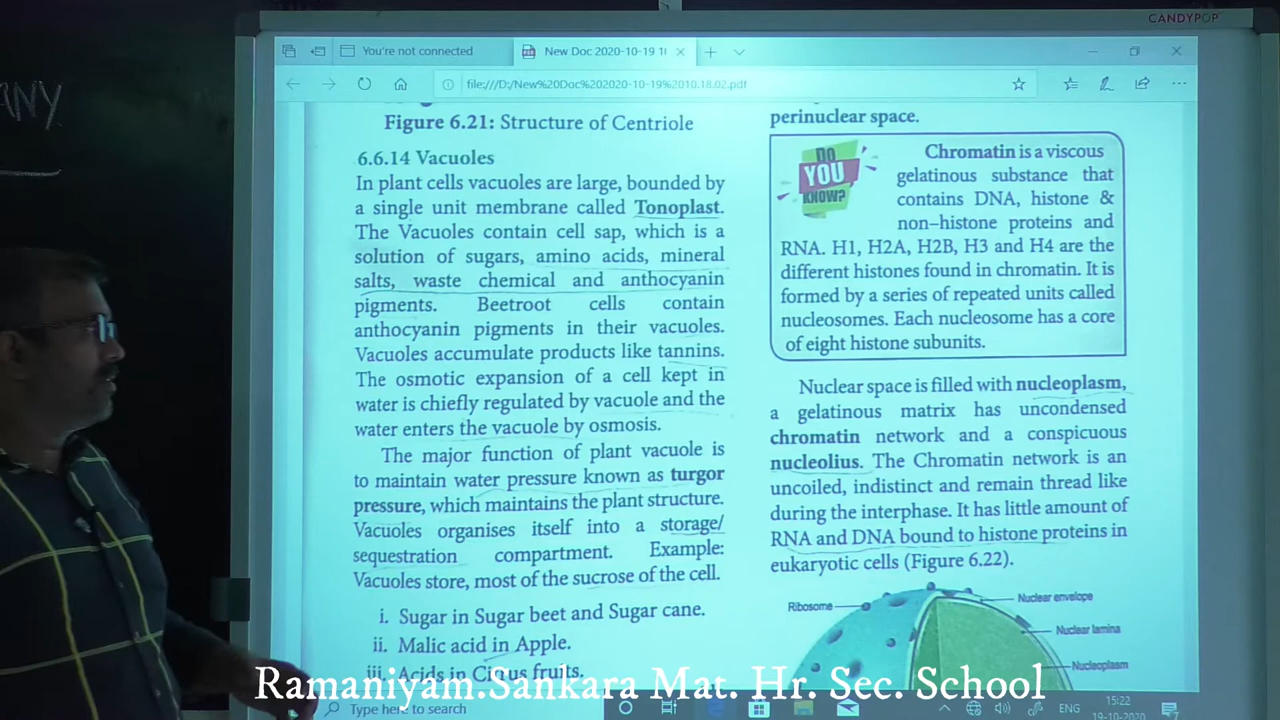 CANDYPOP
ANY
You're not connected
New Doc 2020-10-19 1
file:///D:/New%20Doc%202020-10-19%2010.18.02.pdf
Figure 6.21: Structure of Centriole
6.6.14 Vacuoles
In plant cells vacuoles are large, bounded by
a single unit membrane called Tonoplast.
The Vacuoles contain cell sap, which is a
solution of sugars, amino acids, mineral
salts, waste chemical and anthocyanin
pigments. Beetroot cells contain
anthocyanin pigments in their vacuoles.
Vacuoles accumulate products like tannins.
The osmotic expansion of a cell kept in
water is chiefly regulated by vacuole and the
water enters the vacuole by osmosis.
The major function of plant vacuole is
to maintain water pressure known as turgor
pressure, which maintains the plant structure.
Vacuoles organises itself into a storage/
sequestration compartment. Example:
Vacuoles store, most of the sucrose of the cell.
i. Sugar in Sugar beet and Sugar cane.
ii. Malic acid in Apple.
iii. Acids in Citrus fruits.
perinuclear space.
DO
YOU
KNOW?
Chromatin is a viscous
gelatinous substance that
contains DNA, histone &
non–histone proteins and
RNA. H1, H2A, H2B, H3 and H4 are the
different histones found in chromatin. It is
formed by a series of repeated units called
nucleosomes. Each nucleosome has a core
of eight histone subunits.
Nuclear space is filled with nucleoplasm,
a gelatinous matrix has uncondensed
chromatin network and a conspicuous
nucleolius. The Chromatin network is an
uncoiled, indistinct and remain thread like
during the interphase. It has little amount of
RNA and DNA bound to histone proteins in
eukaryotic cells (Figure 6.22).
Ribosome
Nuclear envelope
Nuclear lamina
Nucleoplasm
Ramaniyam.Sankara Mat. Hr. Sec. School
Type here to search
ENG
15:22
19-10-2020